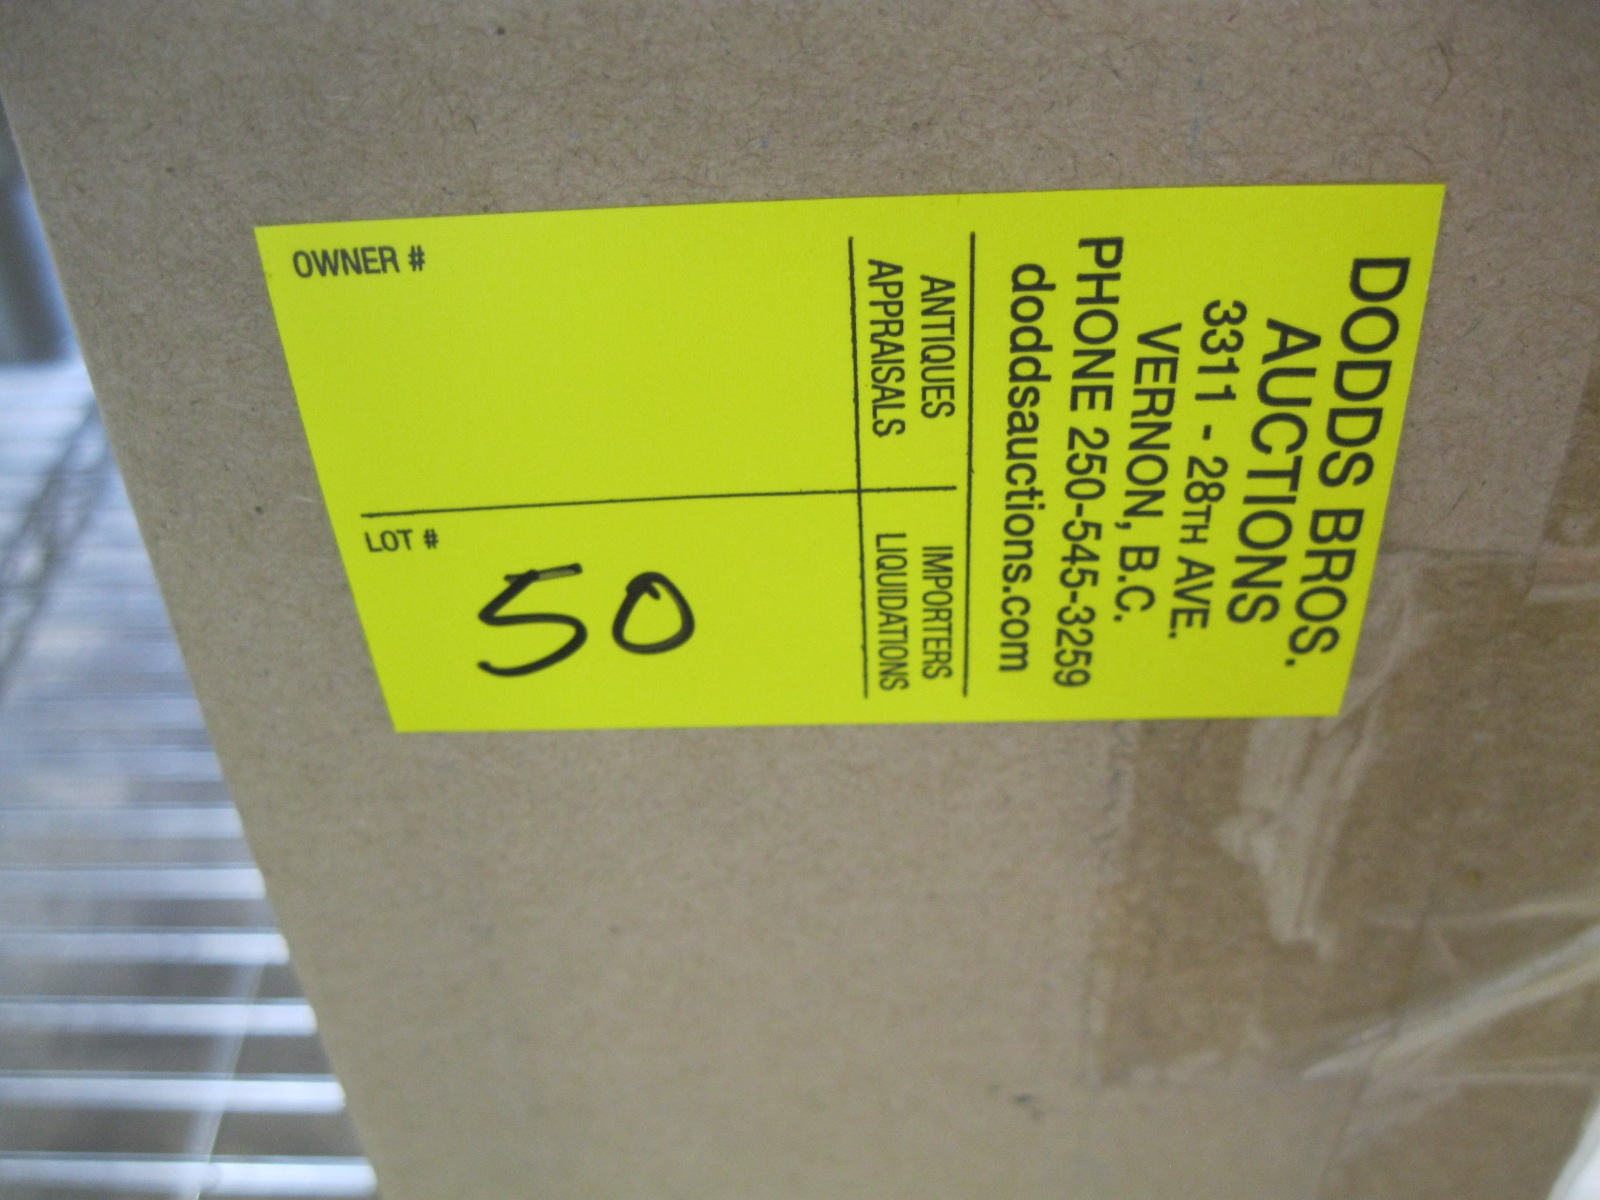 DODDS BROS.
AUCTIONS
3311 - 28TH AVE.
VERNON, B.C.
PHONE 250-545-3259
doddsauctions.com
ANTIQUES
APPRAISALS
IMPORTERS
LIQUIDATIONS
OWNER #
LOT #
50